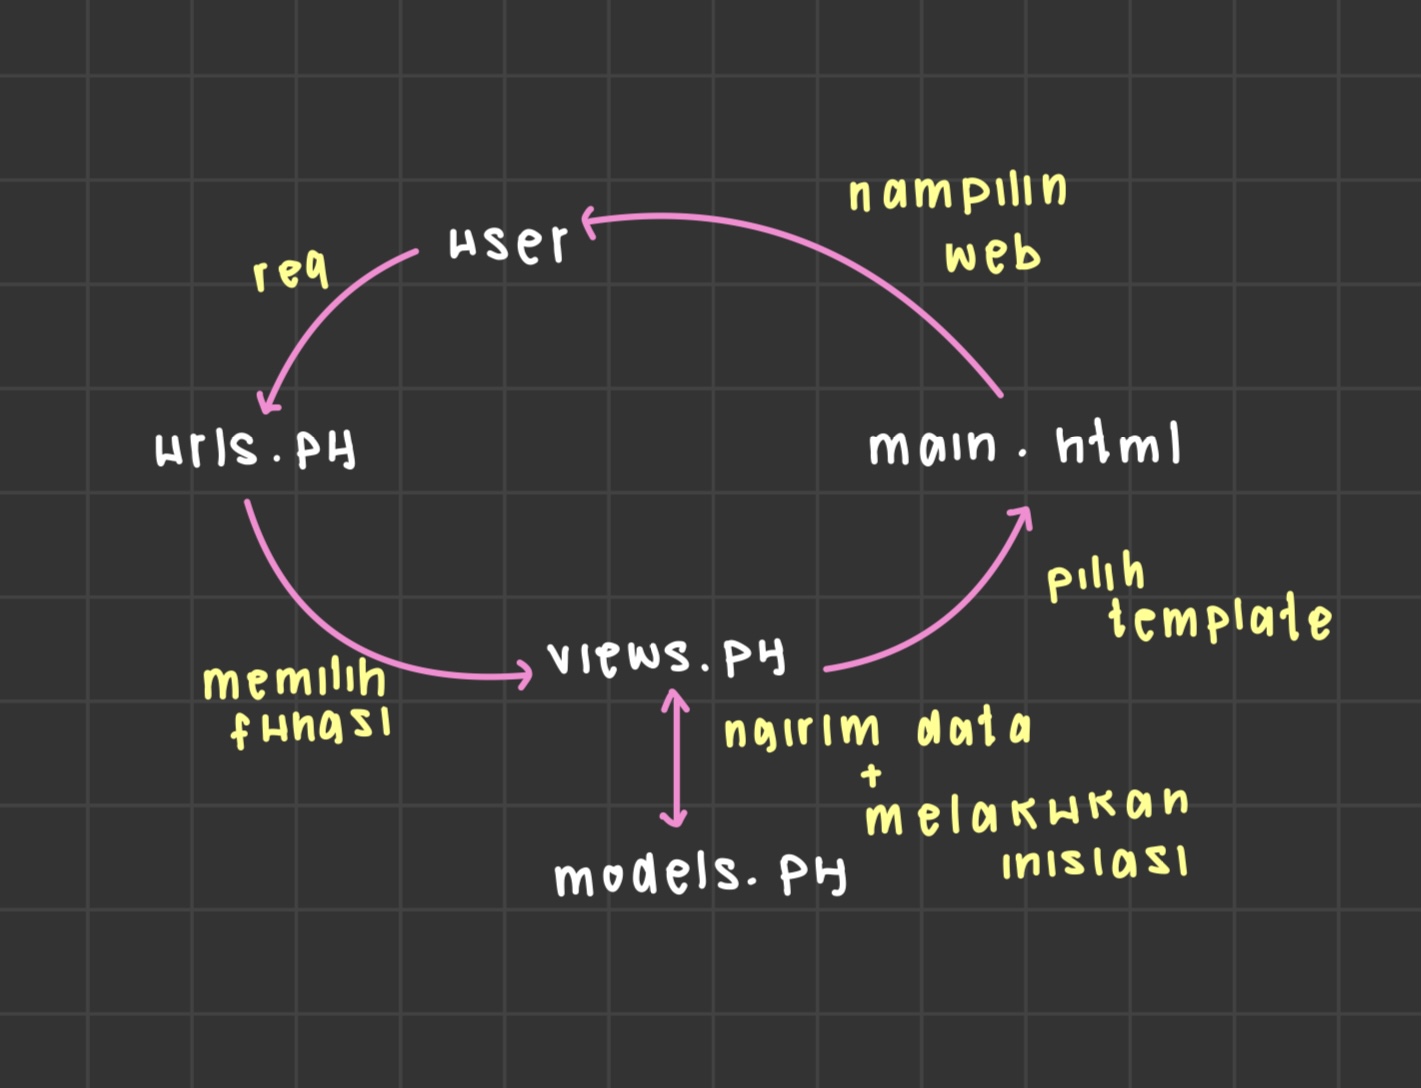 nampilin
web
user
req
urls.py
main.html
pilih
template
views.py
memilih
fungsi
ngirim data
+
melakukan
inisiasi
models.py